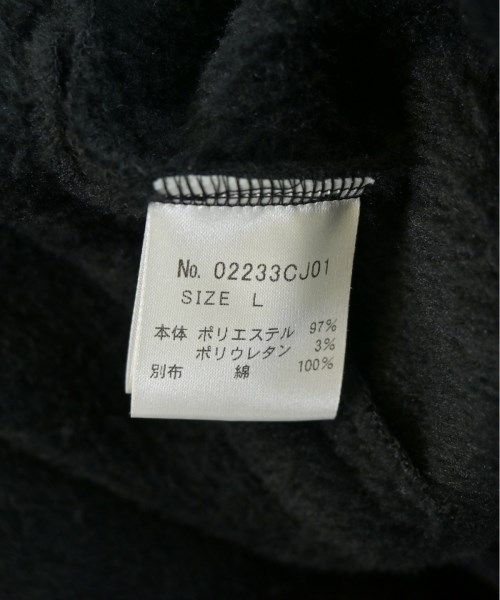 No. 02233CJ01
SIZE L
本体 ポリエステル 97%
ポリウレタン 3%
別布 綿 100%